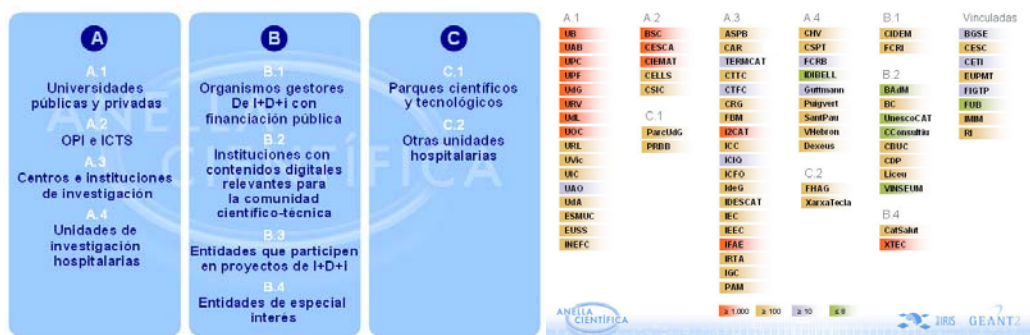 A
A.1
Universidades
públicas y privadas
A.2
OPI e ICTS
A.3
Centros e instituciones
de investigación
A.4
Unidades de
investigación
hospitalarias
B
B.1
Organismos gestores
De I+D+i con
financiación pública
B.2
Instituciones con
contenidos digitales
relevantes para
la comunidad
científico-técnica
B.3
Entidades que participen
en proyectos de I+D+I
B.4
Entidades de especial
interés
C
C.1
Parques científicos
y tecnológicos
C.2
Otras unidades
hospitalarias
ANELLA
CIENTÍFICA
A.1
UB
UAB
UPC
UPF
UdG
URV
UdL
UOC
URL
UVic
UIC
UAO
UdA
ESMUC
EUSS
INEFC
A.2
BSC
CESCA
CIEMAT
CELLS
CSIC
C.1
ParcUdG
PRBB
A.3
ASPB
CAR
TERMCAT
CTTC
CTFC
CRG
FBM
I2CAT
ICC
ICIQ
ICFO
IdeG
IDESCAT
IEC
IEEC
IFAE
IRTA
IGC
PAM
A.4
CHV
CSPT
FCRB
IDIBELL
Guttmann
Puigvert
SantPau
VHebron
Dexeus
C.2
FHAG
XarxaTecla
B.1
CIDEM
FCRI
B.2
BAdM
BC
UnescoCAT
CConsultiu
CBUC
CDP
Liceu
VINSEUM
B.4
CatSalut
XTEC
Vinculadas
BGSE
CESC
CETI
EUPMT
FIGTP
FUB
IMIM
RI
ANELLA
CIENTÍFICA
≥ 1.000
≥ 100
≥ 10
IRIS
GEANT2